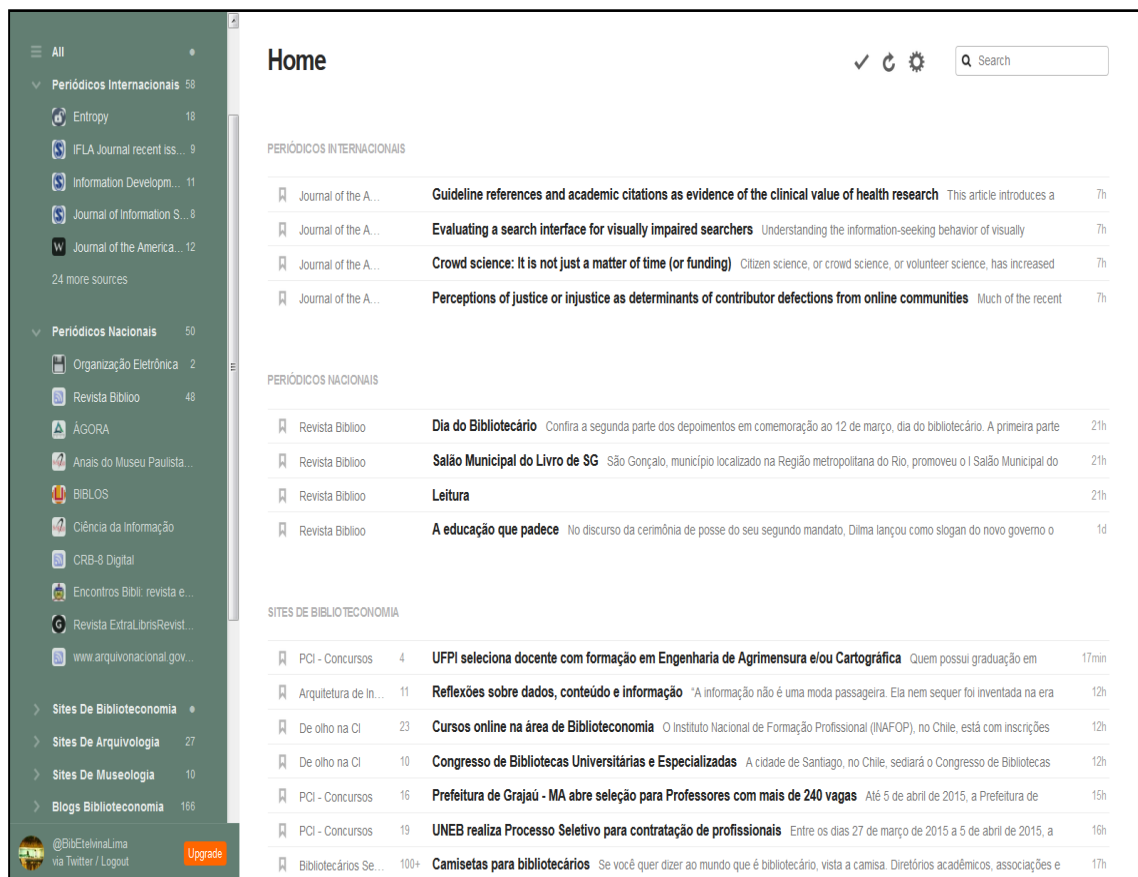 All
Periódicos Internacionais 58
Entropy 18
IFLA Journal recent iss... 9
Information Developm... 11
Journal of Information S... 8
Journal of the America... 12
24 more sources
Periódicos Nacionais 50
Organização Eletrônica 2
Revista Biblioo 48
ÁGORA
Anais do Museu Paulista...
BIBLOS
Ciência da Informação
CRB-8 Digital
Encontros Bibli: revista e...
Revista ExtraLibrisRevist...
www.arquivonacional.gov...
Sites De Biblioteconomia
Sites De Arquivologia 27
Sites De Museologia 10
Blogs Biblioteconomia 166
@BibEtelvinaLima
via Twitter / Logout
Upgrade
Home
Search
PERIÓDICOS INTERNACIONAIS
Journal of the A... Guideline references and academic citations as evidence of the clinical value of health research This article introduces a 7h
Journal of the A... Evaluating a search interface for visually impaired searchers Understanding the information-seeking behavior of visually 7h
Journal of the A... Crowd science: It is not just a matter of time (or funding) Citizen science, or crowd science, or volunteer science, has increased 7h
Journal of the A... Perceptions of justice or injustice as determinants of contributor defections from online communities Much of the recent 7h
PERIÓDICOS NACIONAIS
Revista Biblioo Dia do Bibliotecário Confira a segunda parte dos depoimentos em comemoração ao 12 de março, dia do bibliotecário. A primeira parte 21h
Revista Biblioo Salão Municipal do Livro de SG São Gonçalo, município localizado na Região metropolitana do Rio, promoveu o I Salão Municipal do 21h
Revista Biblioo Leitura 21h
Revista Biblioo A educação que padece No discurso da cerimônia de posse do seu segundo mandato, Dilma lançou como slogan do novo governo o 1d
SITES DE BIBLIOTECONOMIA
PCI - Concursos 4 UFPI seleciona docente com formação em Engenharia de Agrimensura e/ou Cartográfica Quem possui graduação em 17min
Arquitetura de In... 11 Reflexões sobre dados, conteúdo e informação "A informação não é uma moda passageira. Ela nem sequer foi inventada na era 12h
De olho na CI 23 Cursos online na área de Biblioteconomia O Instituto Nacional de Formação Profissional (INAFOP), no Chile, está com inscrições 12h
De olho na CI 10 Congresso de Bibliotecas Universitárias e Especializadas A cidade de Santiago, no Chile, sediará o Congresso de Bibliotecas 12h
PCI - Concursos 16 Prefeitura de Grajaú - MA abre seleção para Professores com mais de 240 vagas Até 5 de abril de 2015, a Prefeitura de 15h
PCI - Concursos 19 UNEB realiza Processo Seletivo para contratação de profissionais Entre os dias 27 de março de 2015 a 5 de abril de 2015, a 16h
Bibliotecários Se... 100+ Camisetas para bibliotecários Se você quer dizer ao mundo que é bibliotecário, vista a camisa. Diretórios acadêmicos, associações e 17h